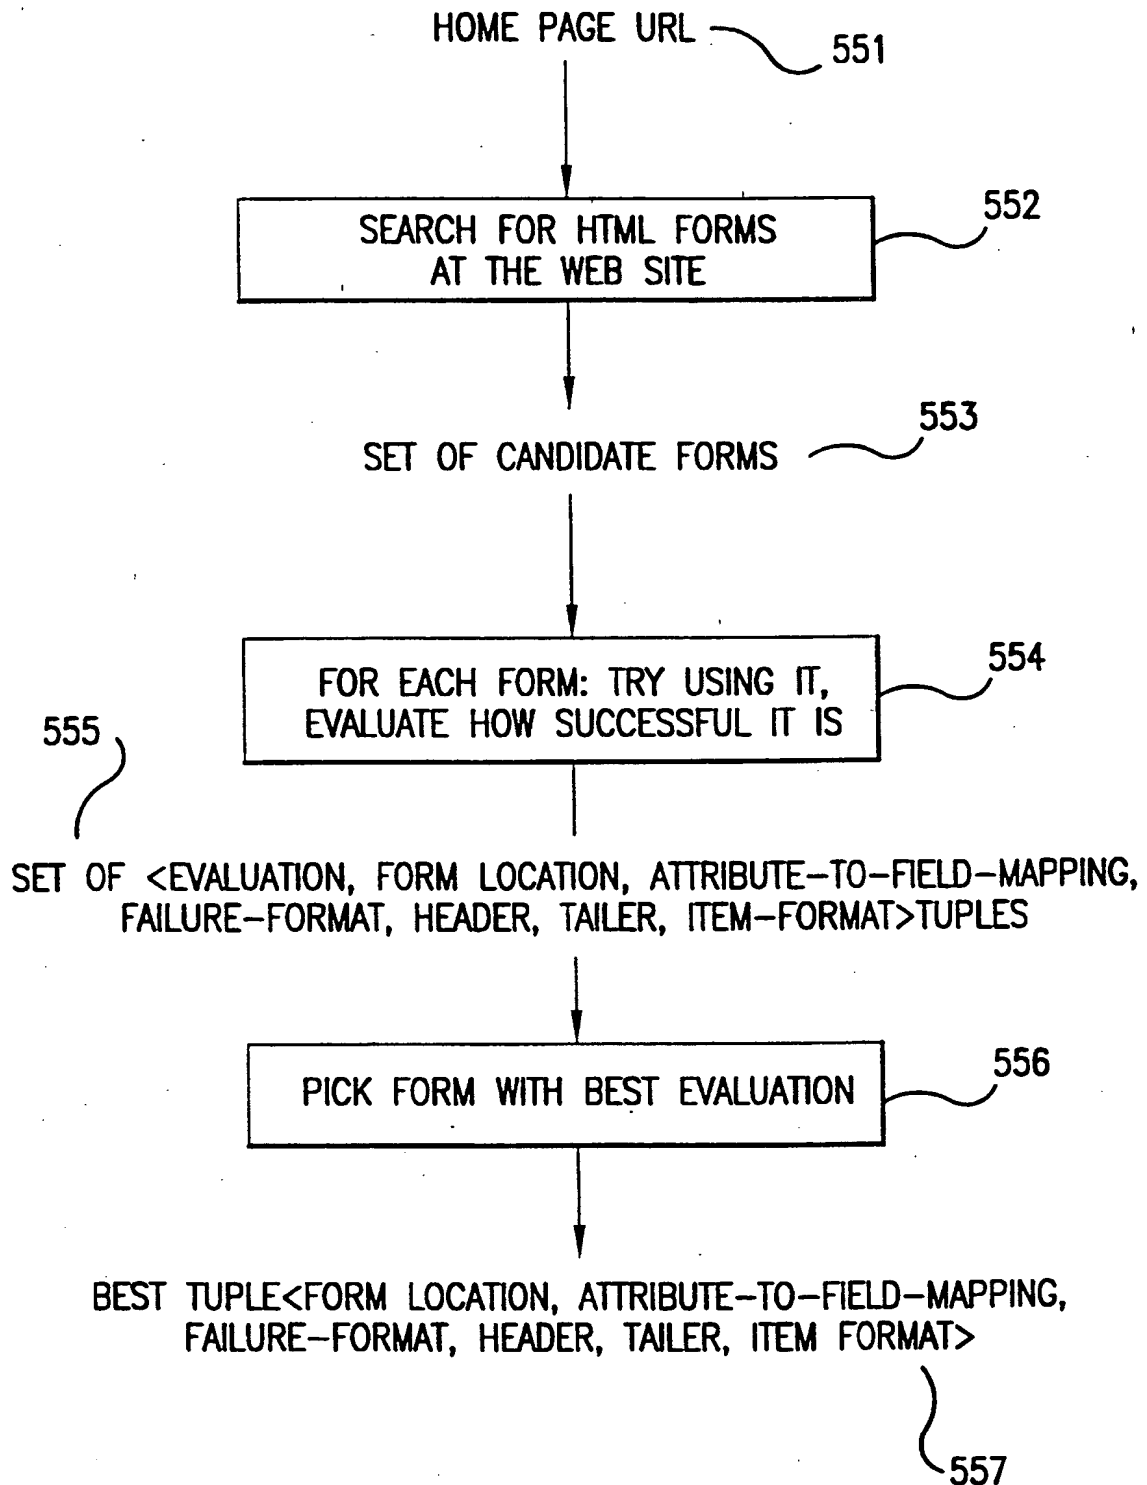 HOME PAGE URL
551
SEARCH FOR HTML FORMS
AT THE WEB SITE
552
SET OF CANDIDATE FORMS
553
FOR EACH FORM: TRY USING IT,
EVALUATE HOW SUCCESSFUL IT IS
554
555
SET OF <EVALUATION, FORM LOCATION, ATTRIBUTE-TO-FIELD-MAPPING,
FAILURE-FORMAT, HEADER, TAILER, ITEM-FORMAT>TUPLES
PICK FORM WITH BEST EVALUATION
556
BEST TUPLE<FORM LOCATION, ATTRIBUTE-TO-FIELD-MAPPING,
FAILURE-FORMAT, HEADER, TAILER, ITEM FORMAT>
557